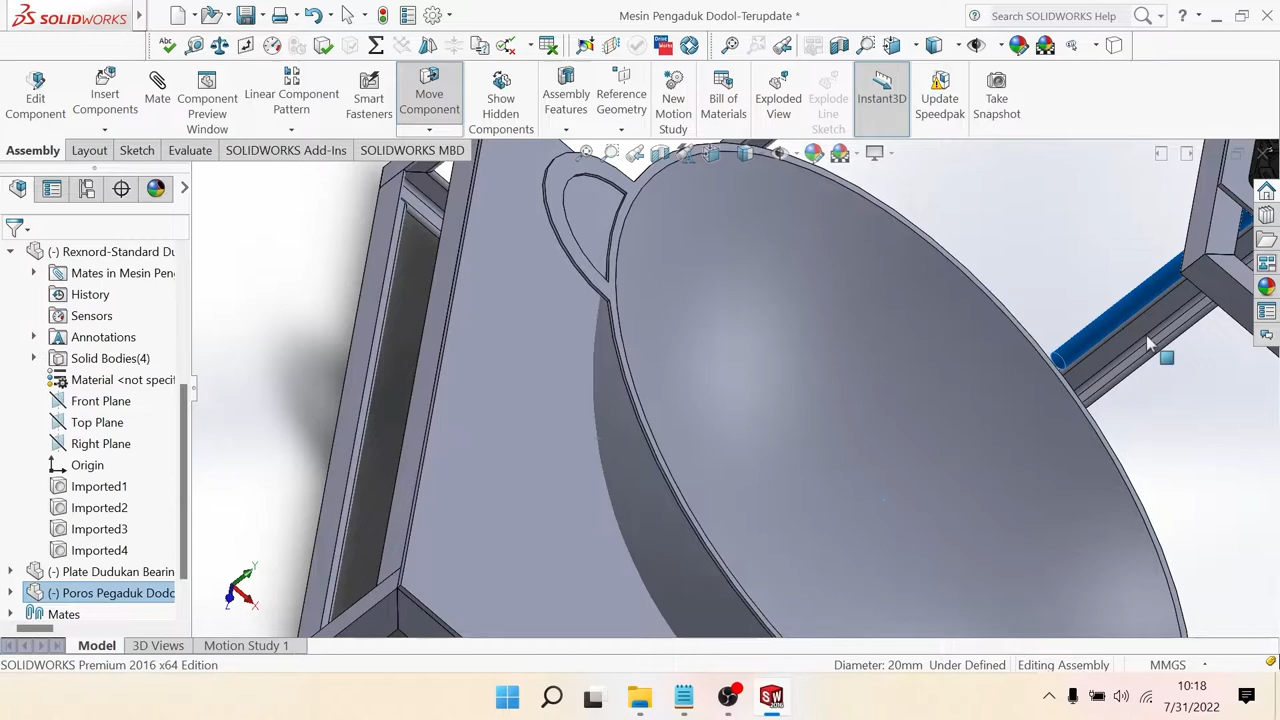 SOLIDWORKS
Mesin Pengaduk Dodol-Terupdate *
Search SOLIDWORKS Help
Edit Component
Insert Components
Mate
Component Preview Window
Linear Component Pattern
Smart Fasteners
Move Component
Show Hidden Components
Assembly Features
Reference Geometry
New Motion Study
Bill of Materials
Exploded View
Explode Line Sketch
Instant3D
Update Speedpak
Take Snapshot
Assembly
Layout
Sketch
Evaluate
SOLIDWORKS Add-Ins
SOLIDWORKS MBD
(-) Rexnord-Standard Du
Mates in Mesin Pen
History
Sensors
Annotations
Solid Bodies(4)
Material <not speci
Front Plane
Top Plane
Right Plane
Origin
Imported1
Imported2
Imported3
Imported4
(-) Plate Dudukan Bearin
(-) Poros Pegaduk Dodo
Mates
Y
X
Z
Model
3D Views
Motion Study 1
SOLIDWORKS Premium 2016 x64 Edition
Diameter: 20mm Under Defined
Editing Assembly
MMGS
SW
2016
10:18
7/31/2022